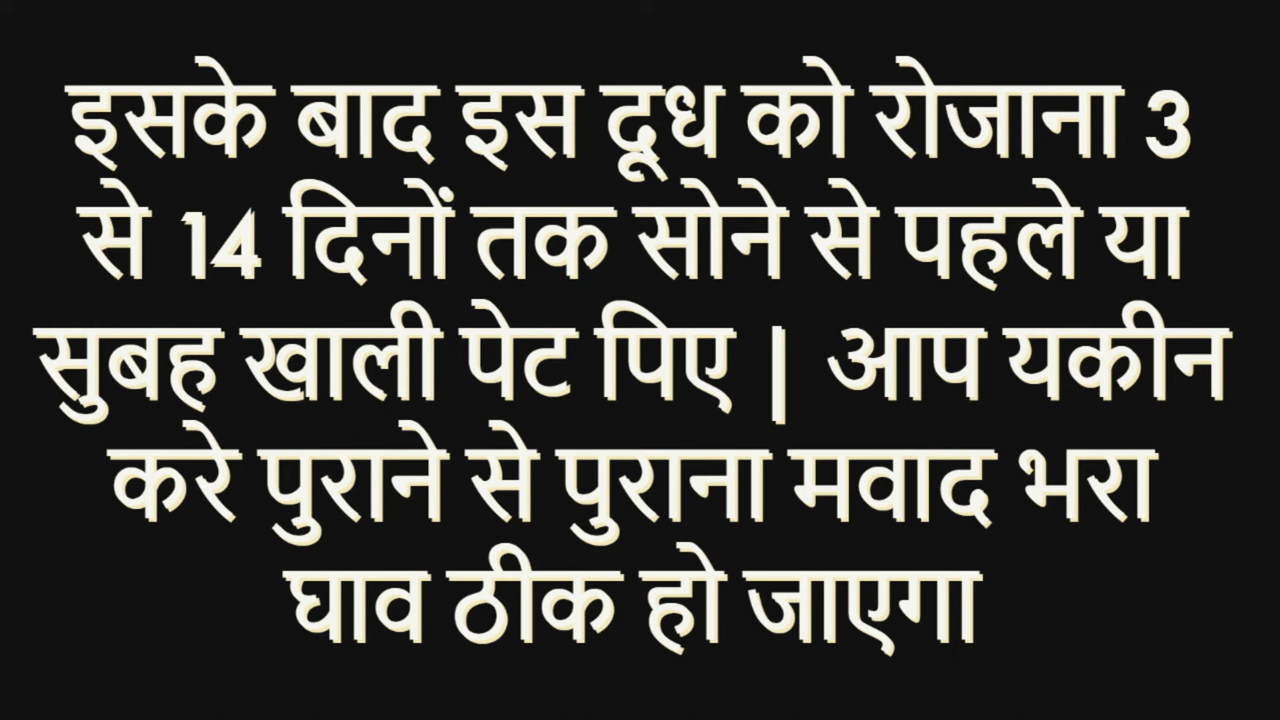 इसके बाद इस दूध को रोजाना 3
से 14 दिनों तक सोने से पहले या
सुबह खाली पेट पिए | आप यकीन
करे पुराने से पुराना मवाद भरा
घाव ठीक हो जाएगा